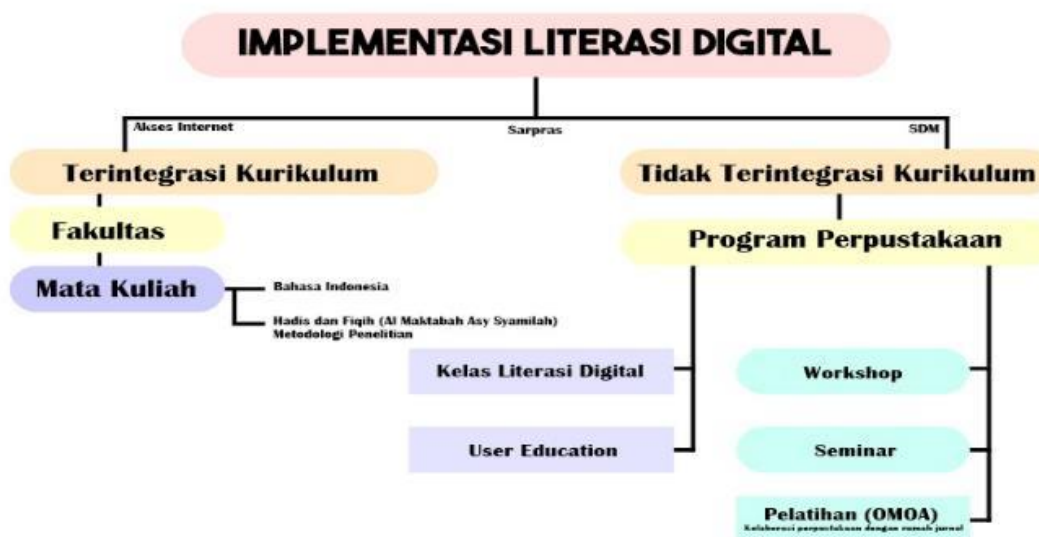 IMPLEMENTASI LITERASI DIGITAL
Akses Internet
Sarpras
SDM
Terintegrasi Kurikulum
Tidak Terintegrasi Kurikulum
Fakultas
Program Perpustakaan
Mata Kuliah
Bahasa Indonesia
Hadis dan Fiqih (Al Maktabah Asy Syamilah)
Metodologi Penelitian
Kelas Literasi Digital
Workshop
User Education
Seminar
Pelatihan (OMOA)
Kolaborasi perpustakaan dengan rumah jurnal